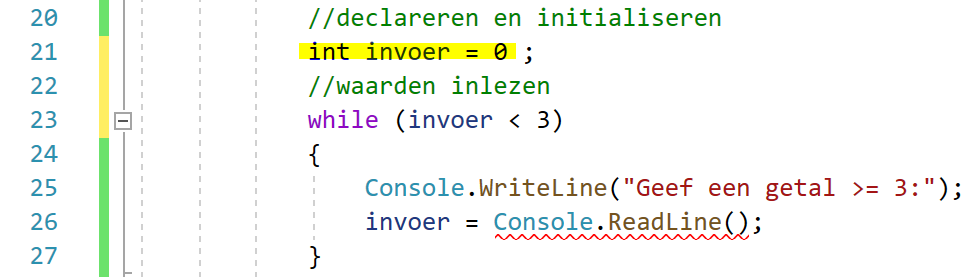 20 //declareren en initialiseren
21 int invoer = 0 ;
22 //waarden inlezen
23 while (invoer < 3)
24 {
25 Console.WriteLine("Geef een getal >= 3:");
26 invoer = Console.ReadLine();
27 }